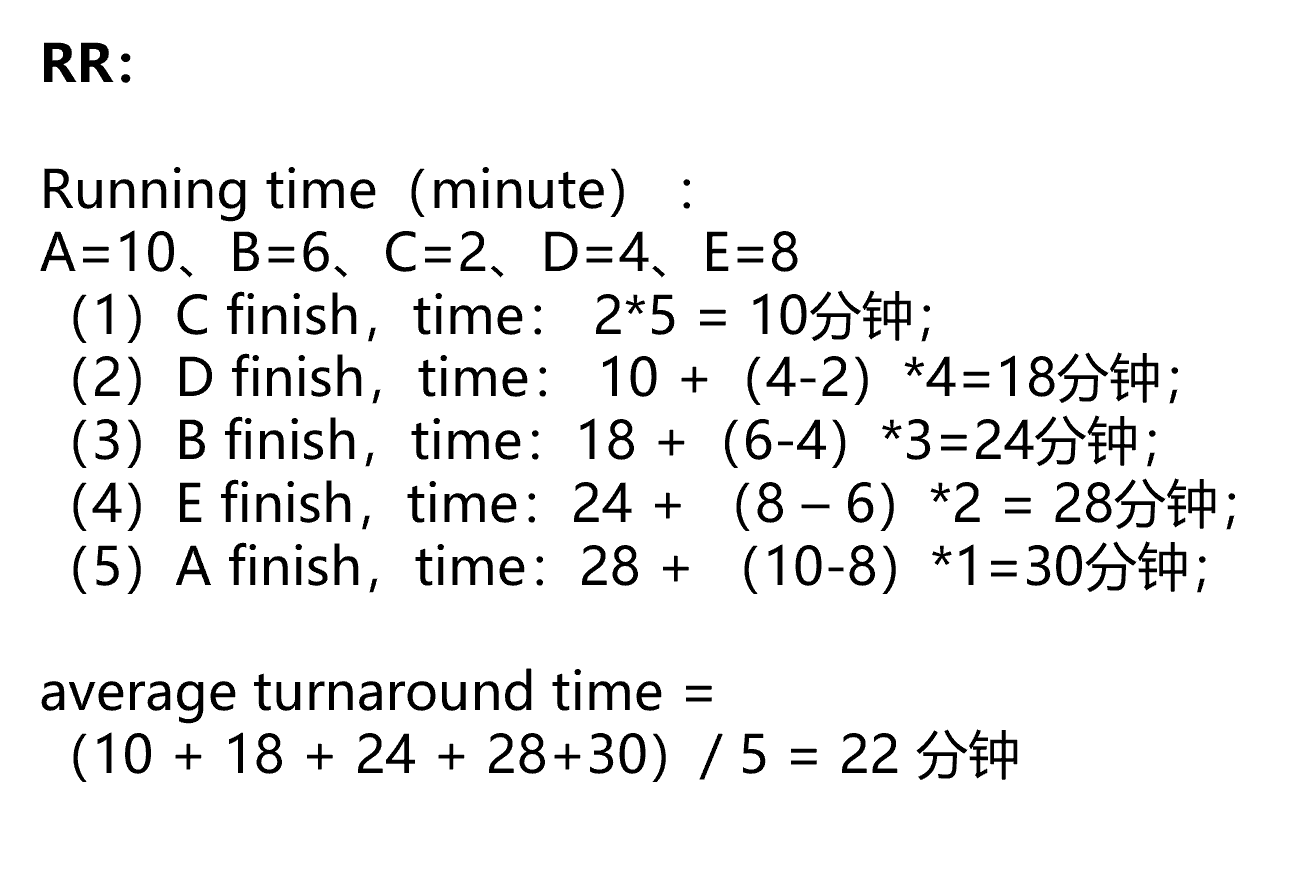 RR：
Running time（minute） ：
A=10、B=6、C=2、D=4、E=8
（1）C finish，time： 2*5 = 10分钟；
（2）D finish，time： 10 +（4-2）*4=18分钟；
（3）B finish，time：18 +（6-4）*3=24分钟；
（4）E finish，time：24 + （8 – 6）*2 = 28分钟；
（5）A finish，time：28 + （10-8）*1=30分钟；
average turnaround time =
（10 + 18 + 24 + 28+30）/ 5 = 22 分钟